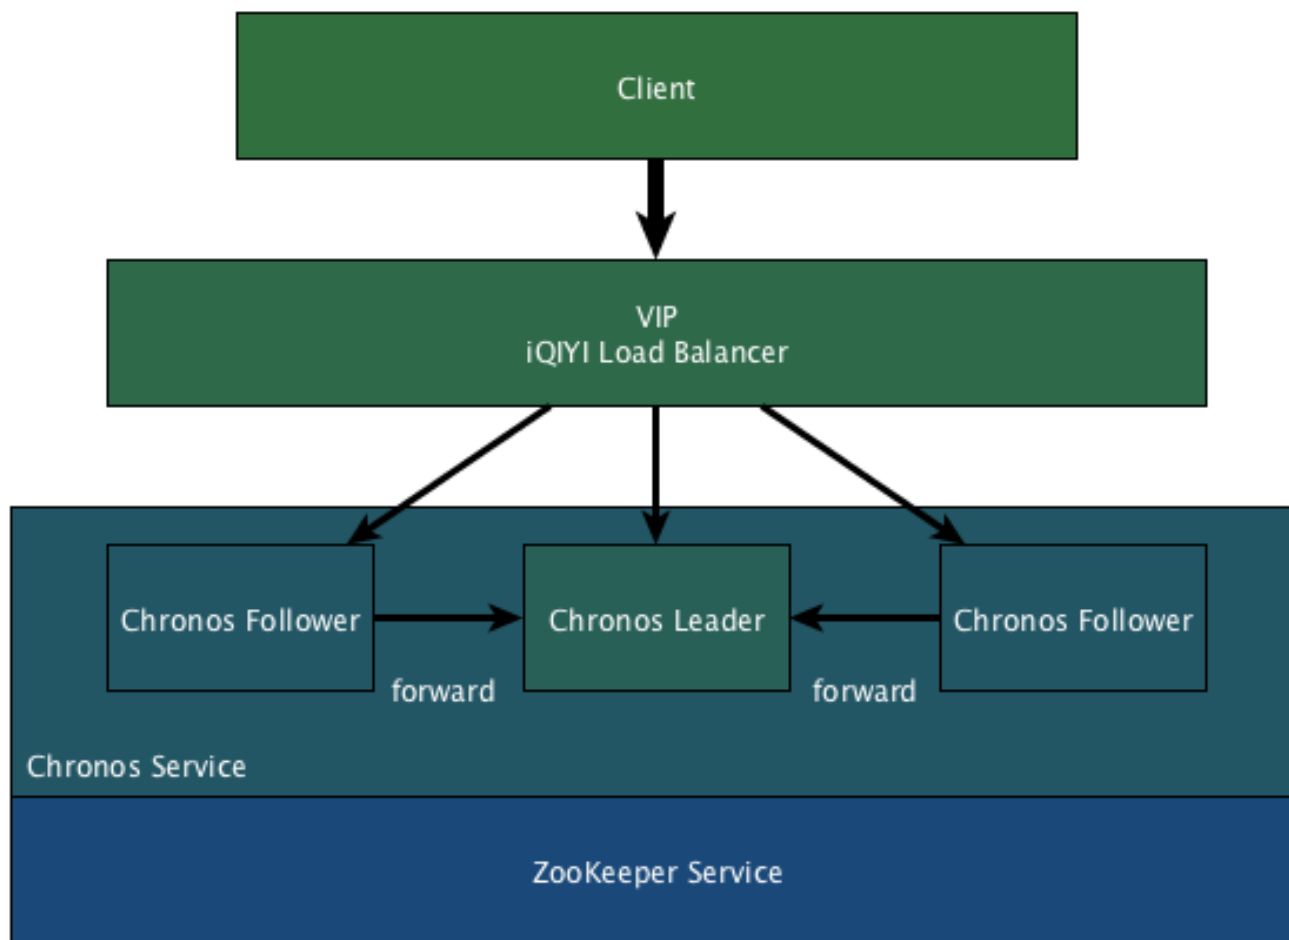 Client
VIP
iQIYI Load Balancer
Chronos Follower
Chronos Leader
Chronos Follower
forward
forward
Chronos Service
ZooKeeper Service